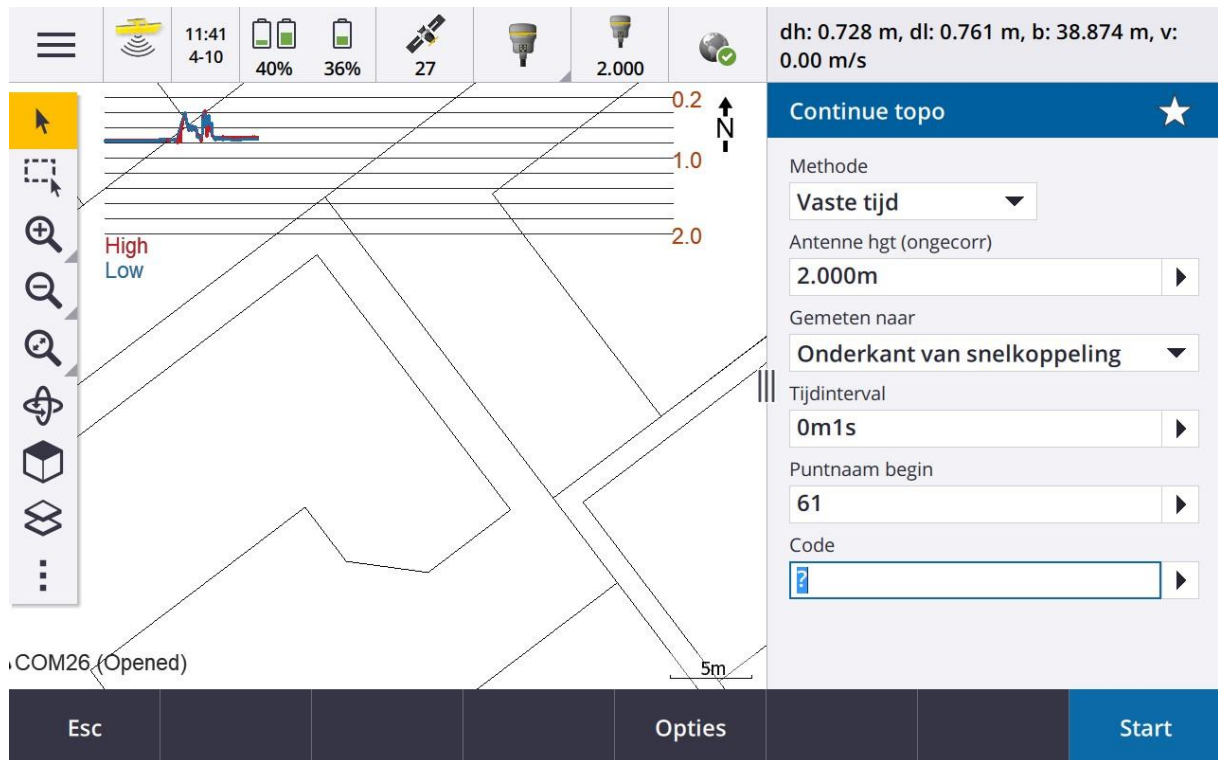 11:41
4-10
40%
36%
27
2.000
dh: 0.728 m, dl: 0.761 m, b: 38.874 m, v:
0.00 m/s
0.2
N
1.0
2.0
High
Low
COM26 (Opened)
5m
Continue topo
Methode
Vaste tijd
Antenne hgt (ongecorr)
2.000m
Gemeten naar
Onderkant van snelkoppeling
Tijdinterval
0m1s
Puntnaam begin
61
Code
?
Esc
Opties
Start